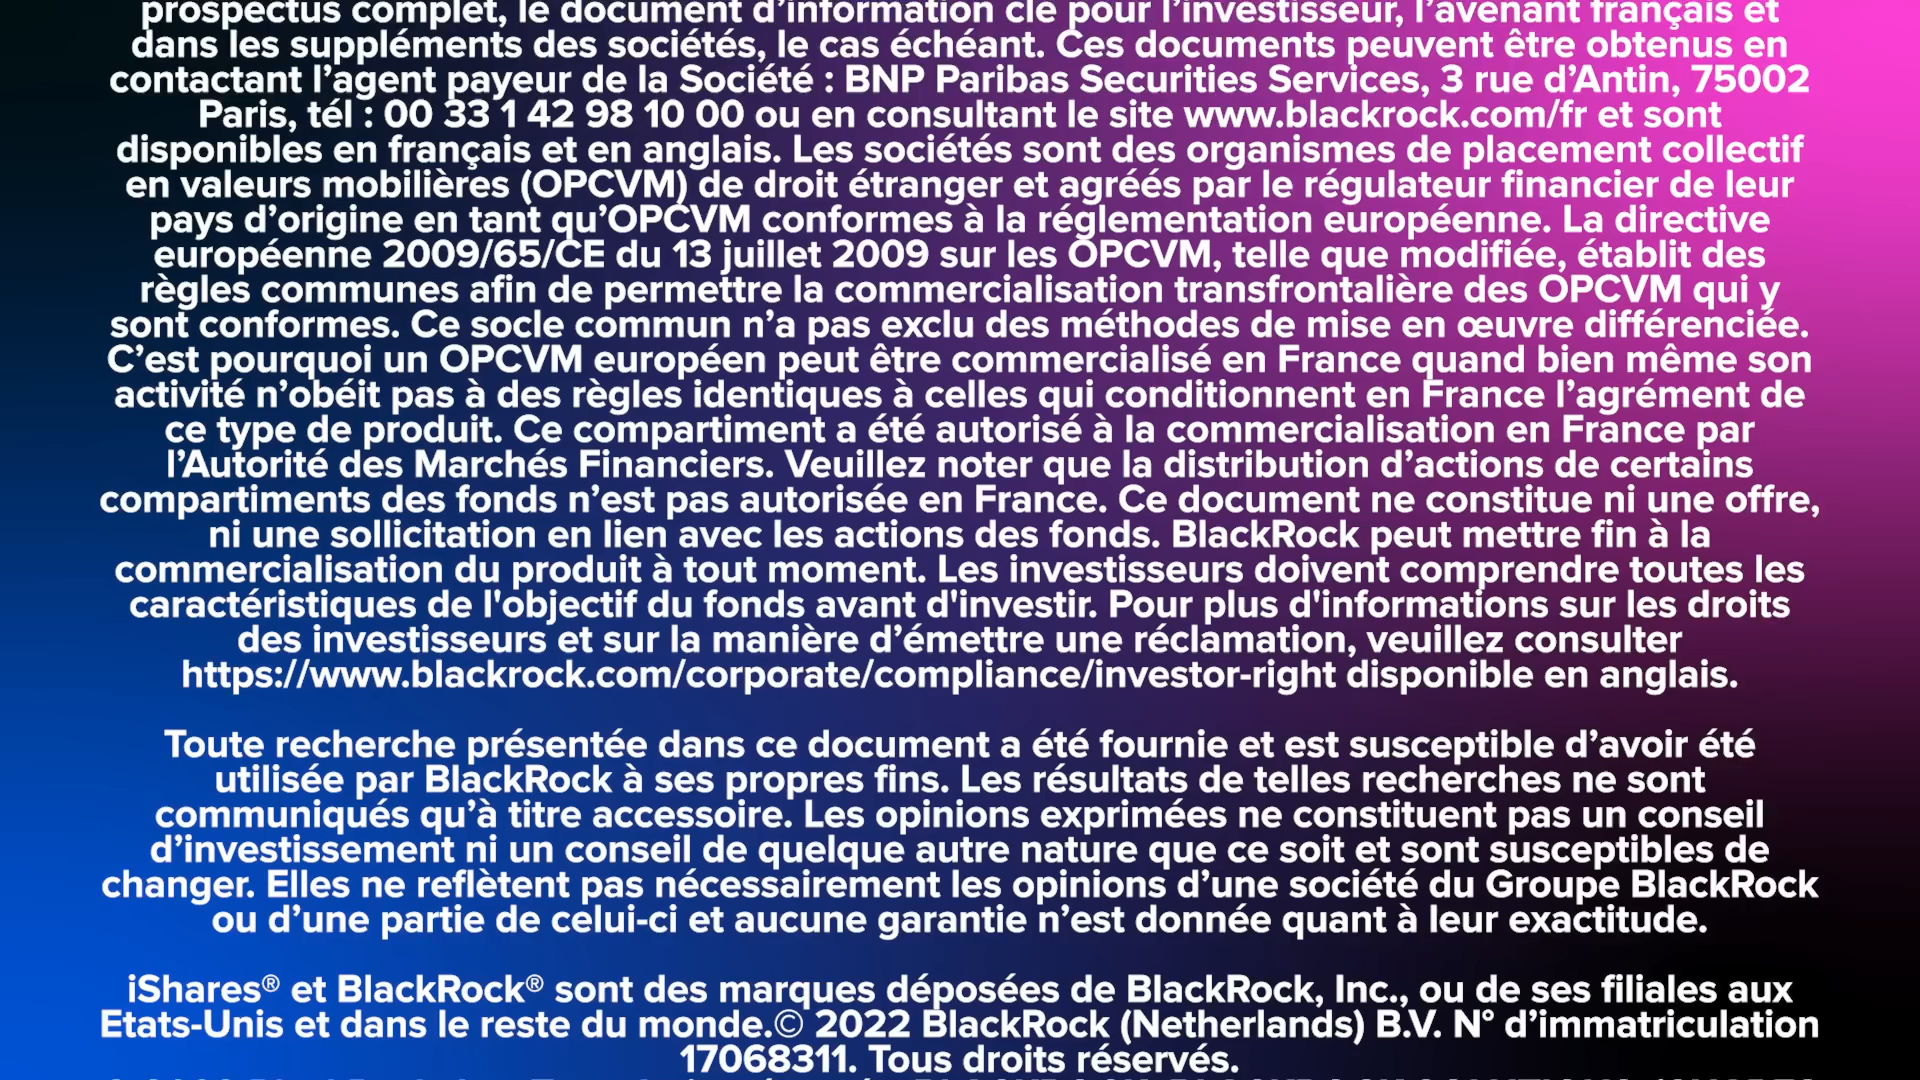 prospectus complet, le document d’information clé pour l’investisseur, l’avenant français et
dans les suppléments des sociétés, le cas échéant. Ces documents peuvent être obtenus en
contactant l’agent payeur de la Société : BNP Paribas Securities Services, 3 rue d’Antin, 75002
Paris, tél : 00 33 1 42 98 10 00 ou en consultant le site www.blackrock.com/fr et sont
disponibles en français et en anglais. Les sociétés sont des organismes de placement collectif
en valeurs mobilières (OPCVM) de droit étranger et agréés par le régulateur financier de leur
pays d’origine en tant qu’OPCVM conformes à la réglementation européenne. La directive
européenne 2009/65/CE du 13 juillet 2009 sur les OPCVM, telle que modifiée, établit des
règles communes afin de permettre la commercialisation transfrontalière des OPCVM qui y
sont conformes. Ce socle commun n’a pas exclu des méthodes de mise en œuvre différenciée.
C’est pourquoi un OPCVM européen peut être commercialisé en France quand bien même son
activité n’obéit pas à des règles identiques à celles qui conditionnent en France l’agrément de
ce type de produit. Ce compartiment a été autorisé à la commercialisation en France par
l’Autorité des Marchés Financiers. Veuillez noter que la distribution d’actions de certains
compartiments des fonds n’est pas autorisée en France. Ce document ne constitue ni une offre,
ni une sollicitation en lien avec les actions des fonds. BlackRock peut mettre fin à la
commercialisation du produit à tout moment. Les investisseurs doivent comprendre toutes les
caractéristiques de l'objectif du fonds avant d'investir. Pour plus d'informations sur les droits
des investisseurs et sur la manière d’émettre une réclamation, veuillez consulter
https://www.blackrock.com/corporate/compliance/investor-right disponible en anglais.
Toute recherche présentée dans ce document a été fournie et est susceptible d’avoir été
utilisée par BlackRock à ses propres fins. Les résultats de telles recherches ne sont
communiqués qu’à titre accessoire. Les opinions exprimées ne constituent pas un conseil
d’investissement ni un conseil de quelque autre nature que ce soit et sont susceptibles de
changer. Elles ne reflètent pas nécessairement les opinions d’une société du Groupe BlackRock
ou d’une partie de celui-ci et aucune garantie n’est donnée quant à leur exactitude.
iShares® et BlackRock® sont des marques déposées de BlackRock, Inc., ou de ses filiales aux
Etats-Unis et dans le reste du monde.© 2022 BlackRock (Netherlands) B.V. N° d’immatriculation
17068311. Tous droits réservés.